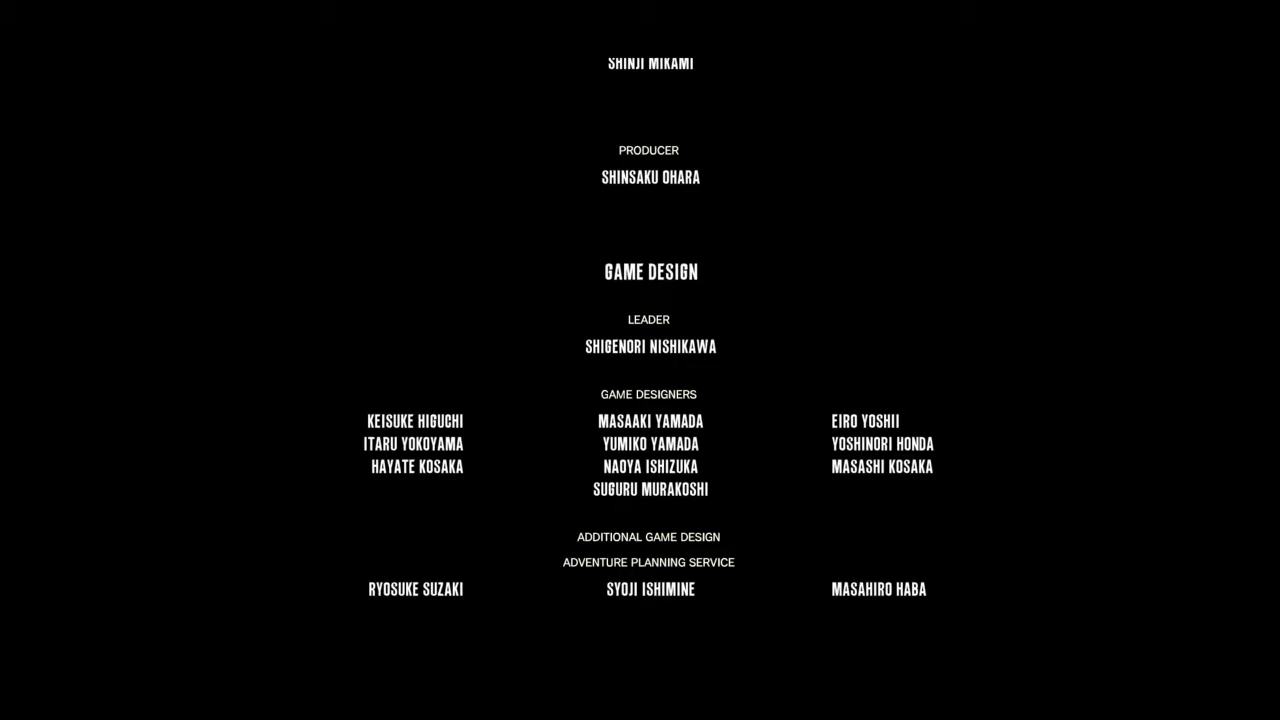 SHINJI MIKAMI
PRODUCER
SHINSAKU OHARA
GAME DESIGN
LEADER
SHIGENORI NISHIKAWA
GAME DESIGNERS
KEISUKE HIGUCHI MASAAKI YAMADA EIRO YOSHII
ITARU YOKOYAMA YUMIKO YAMADA YOSHINORI HONDA
HAYATE KOSAKA NAOYA ISHIZUKA MASASHI KOSAKA
SUGURU MURAKOSHI
ADDITIONAL GAME DESIGN
ADVENTURE PLANNING SERVICE
RYOSUKE SUZAKI SYOJI ISHIMINE MASAHIRO HABA